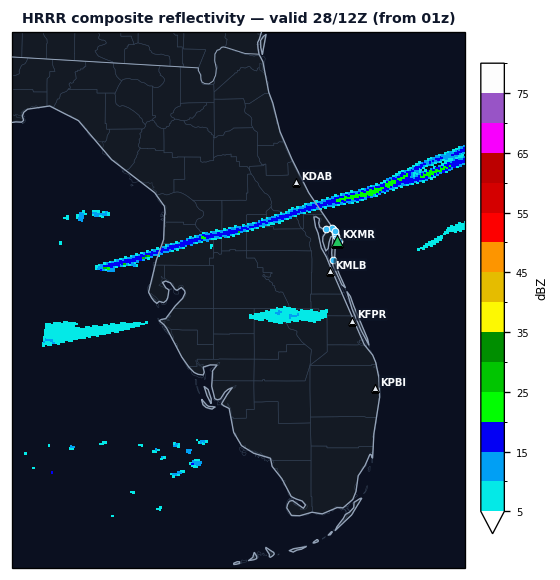 HRRR composite reflectivity — valid 28/12Z (from 01z)
KDAB
KXMR
KMLB
KFPR
KPBI
75
65
55
45
35
25
15
5
dBZ